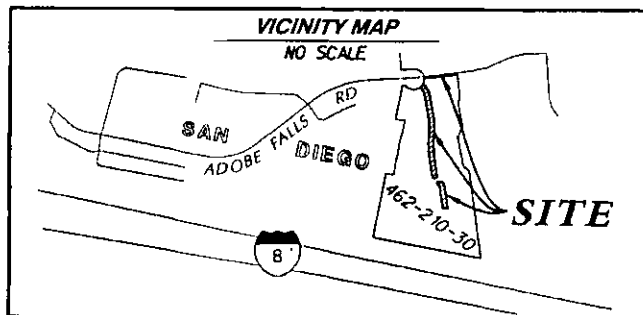 VICINITY MAP
NO SCALE
SAN DIEGO
ADOBE FALLS RD
462-210-30
SITE
8